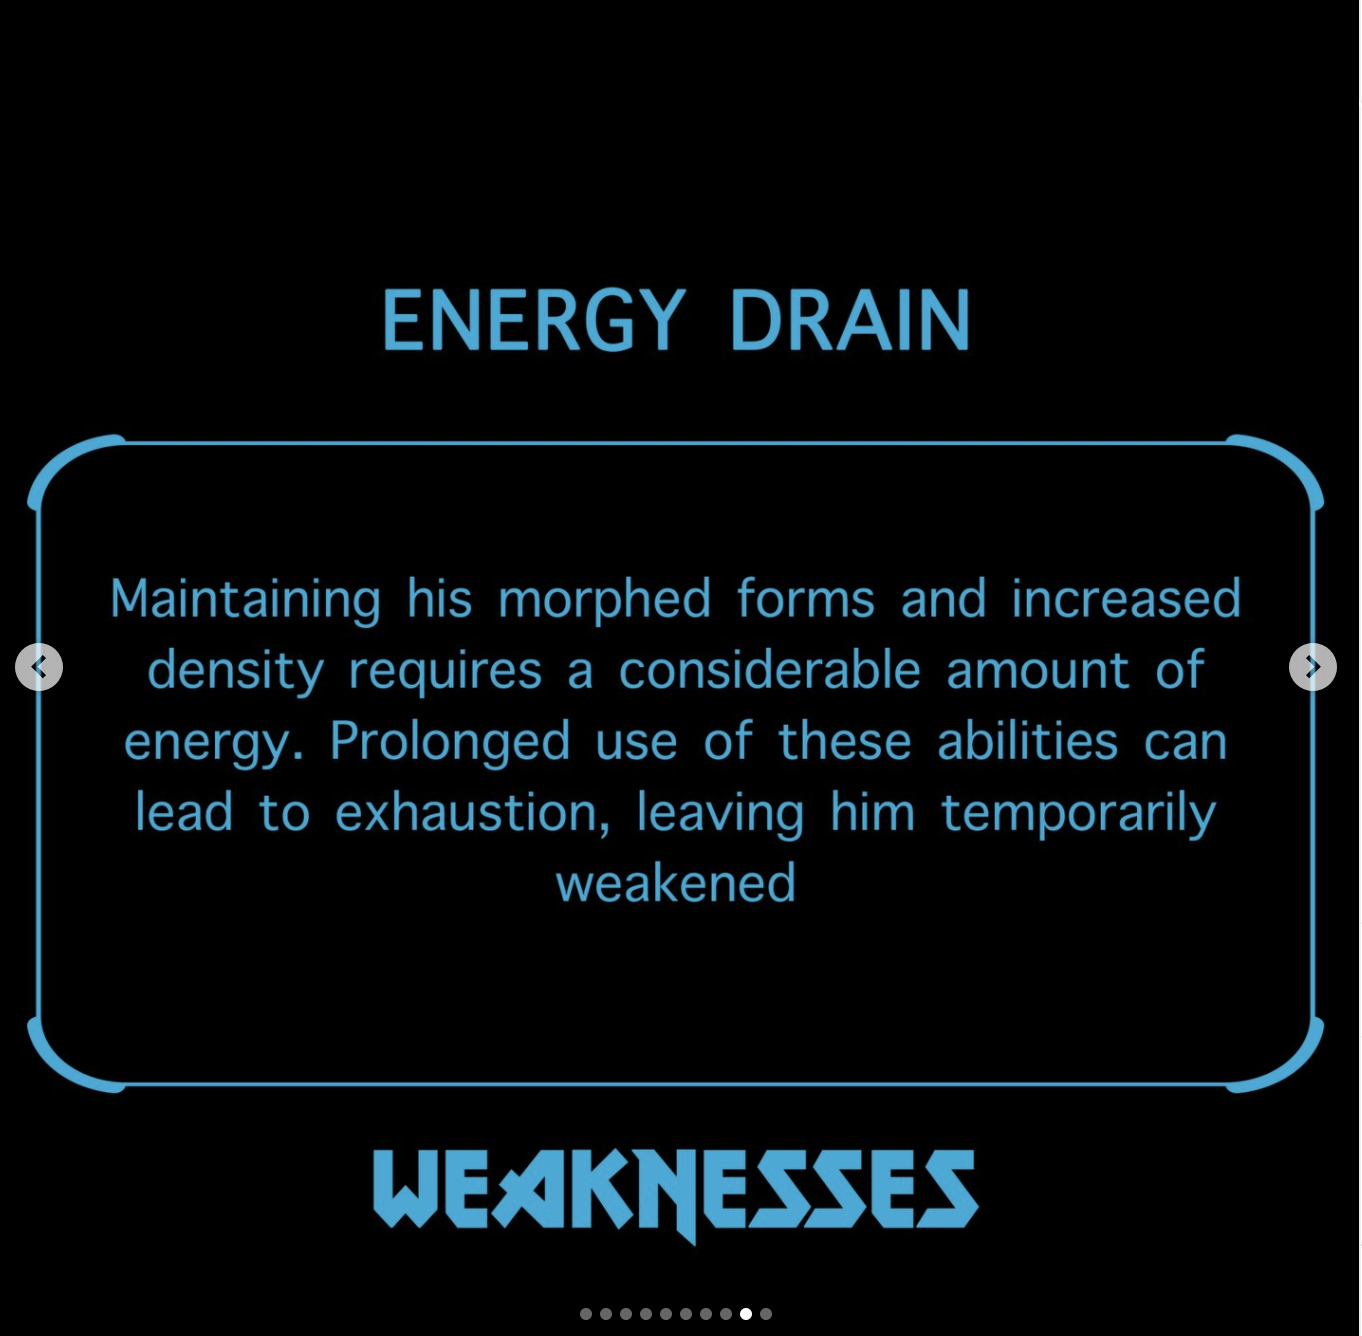 ENERGY DRAIN
Maintaining his morphed forms and increased
density requires a considerable amount of
energy. Prolonged use of these abilities can
lead to exhaustion, leaving him temporarily
weakened
WEAKNESSES